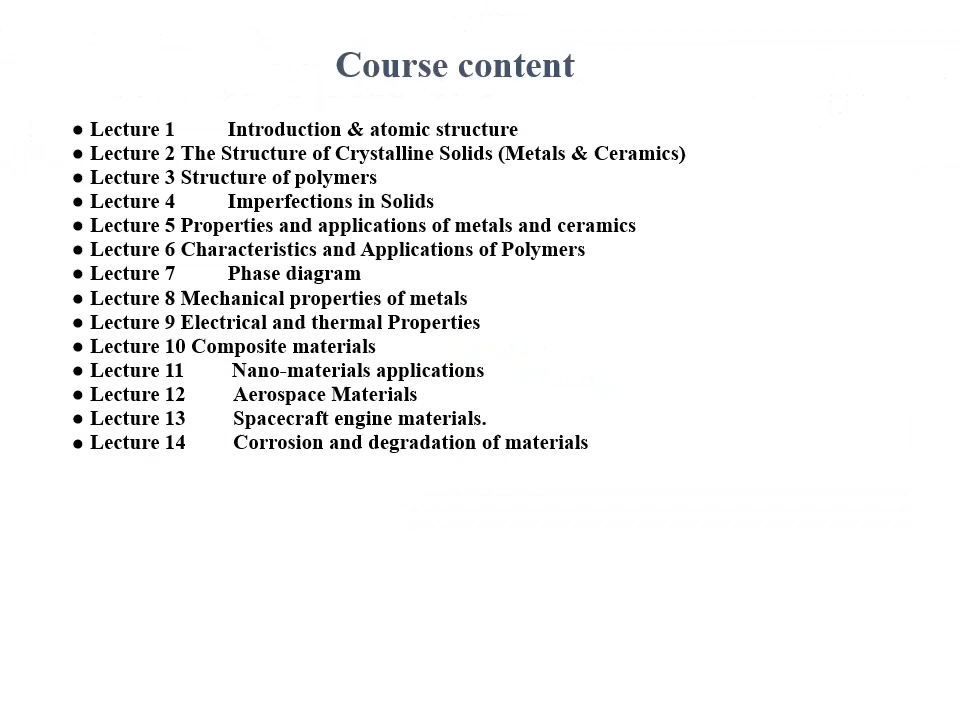 Course content
● Lecture 1 Introduction & atomic structure
● Lecture 2 The Structure of Crystalline Solids (Metals & Ceramics)
● Lecture 3 Structure of polymers
● Lecture 4 Imperfections in Solids
● Lecture 5 Properties and applications of metals and ceramics
● Lecture 6 Characteristics and Applications of Polymers
● Lecture 7 Phase diagram
● Lecture 8 Mechanical properties of metals
● Lecture 9 Electrical and thermal Properties
● Lecture 10 Composite materials
● Lecture 11 Nano-materials applications
● Lecture 12 Aerospace Materials
● Lecture 13 Spacecraft engine materials.
● Lecture 14 Corrosion and degradation of materials